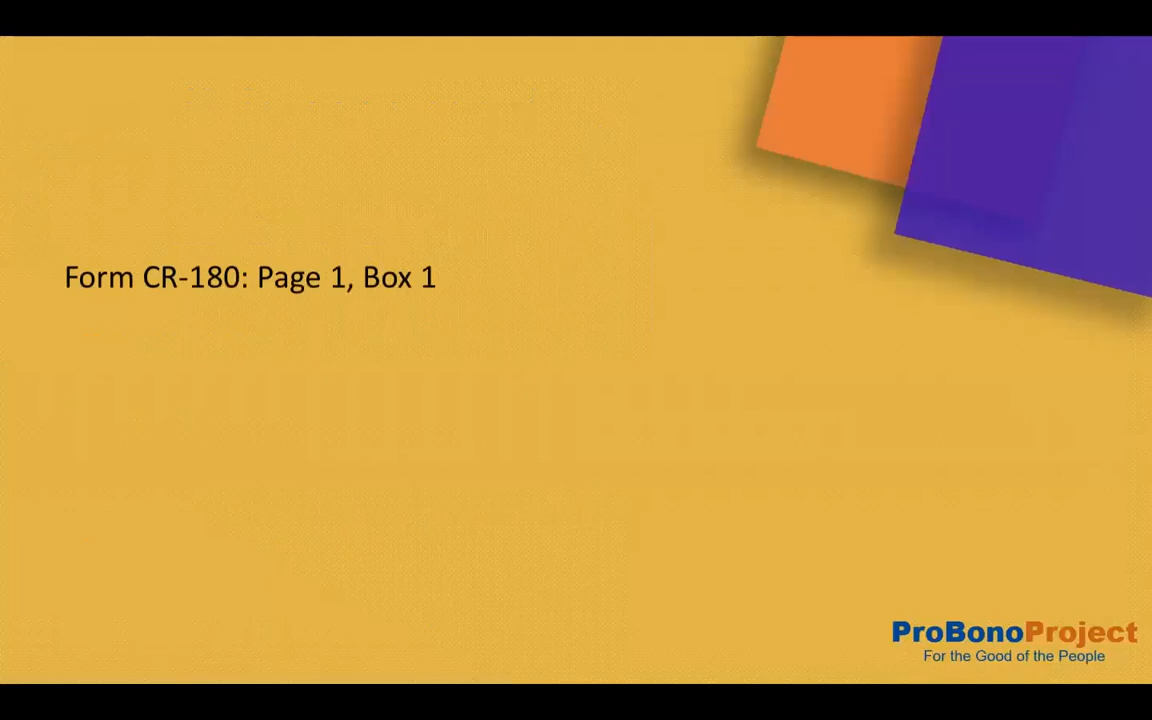 Form CR-180: Page 1, Box 1
ProBonoProject
For the Good of the People